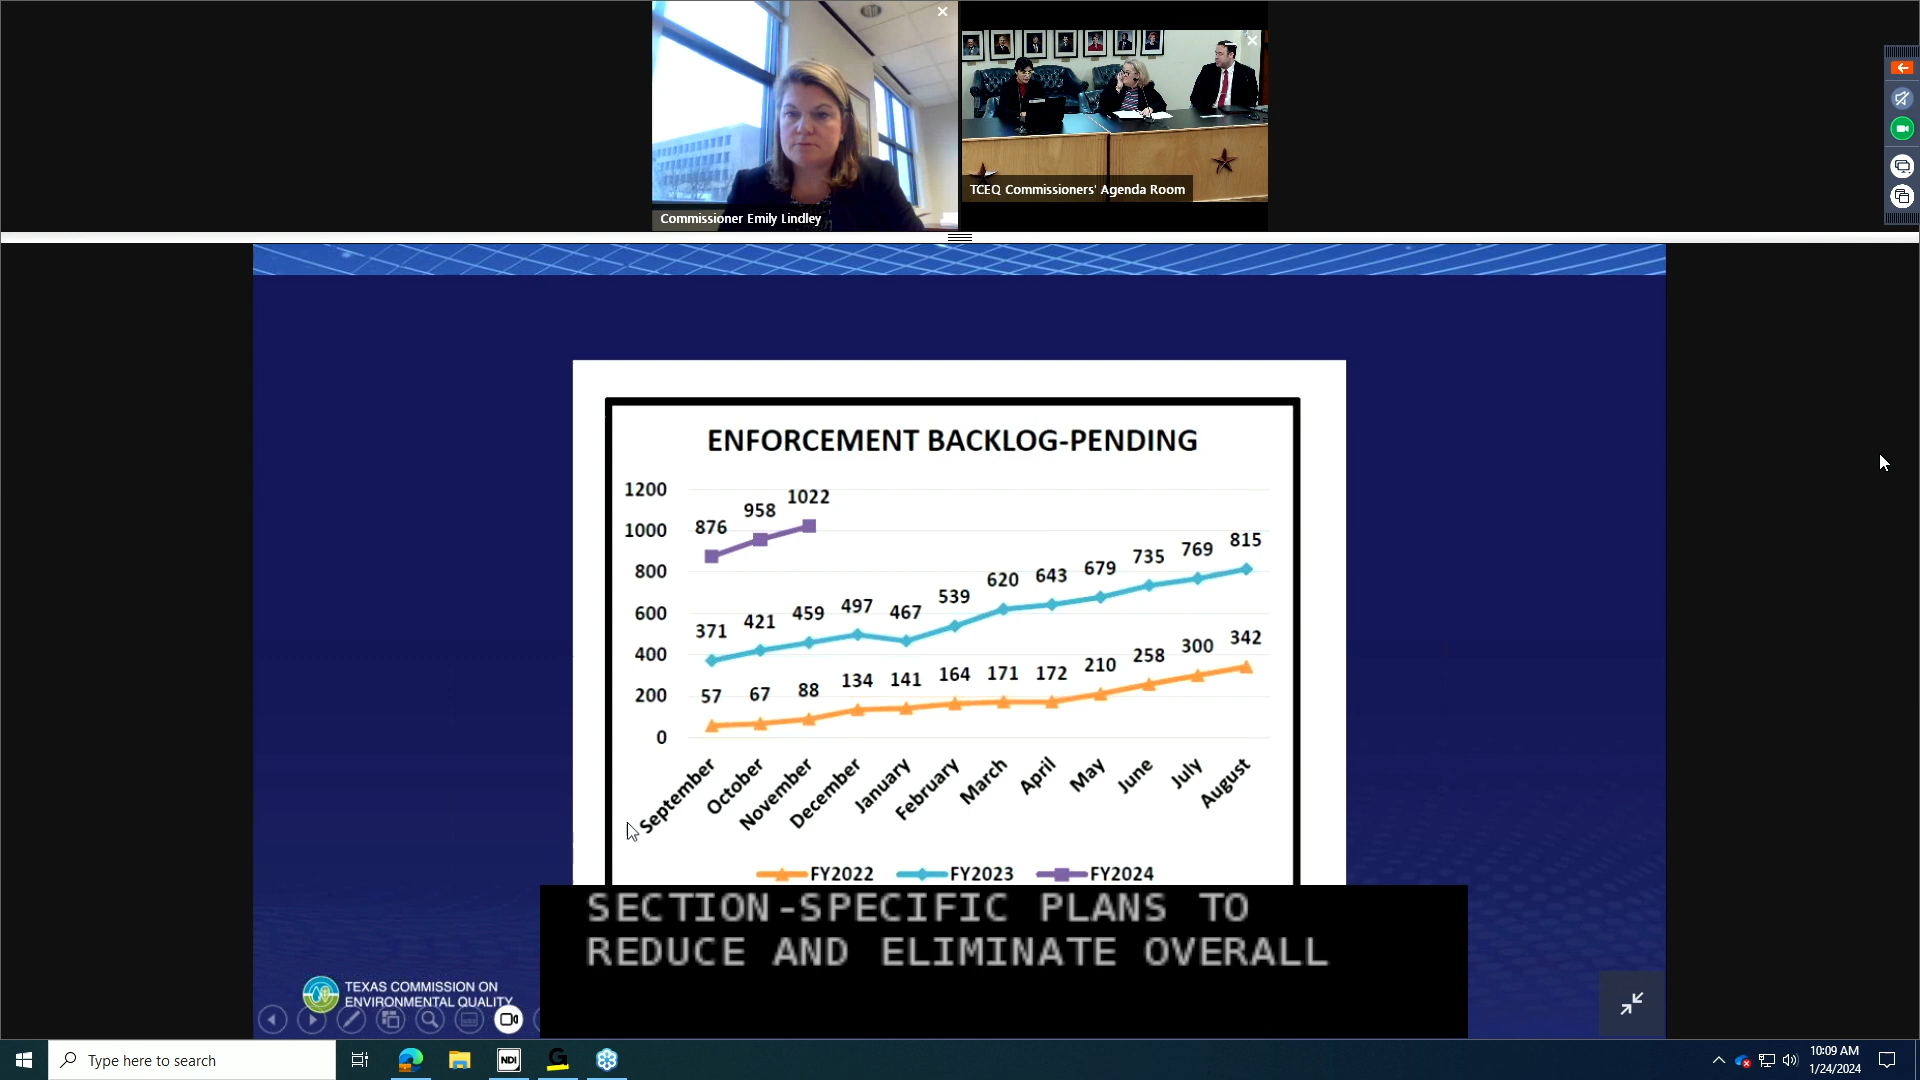 Commissioner Emily Lindley
TCEQ Commissioners' Agenda Room
ENFORCEMENT BACKLOG-PENDING
1200
1000
800
600
400
200
0
876 958 1022
371 421 459 497 467 539 620 643 679 735 769 815
57 67 88 134 141 164 171 172 210 258 300 342
September October November December January February March April May June July August
FY2022 FY2023 FY2024
SECTION-SPECIFIC PLANS TO
REDUCE AND ELIMINATE OVERALL
TEXAS COMMISSION ON
ENVIRONMENTAL QUALITY
Type here to search
NDI
G
10:09 AM
1/24/2024